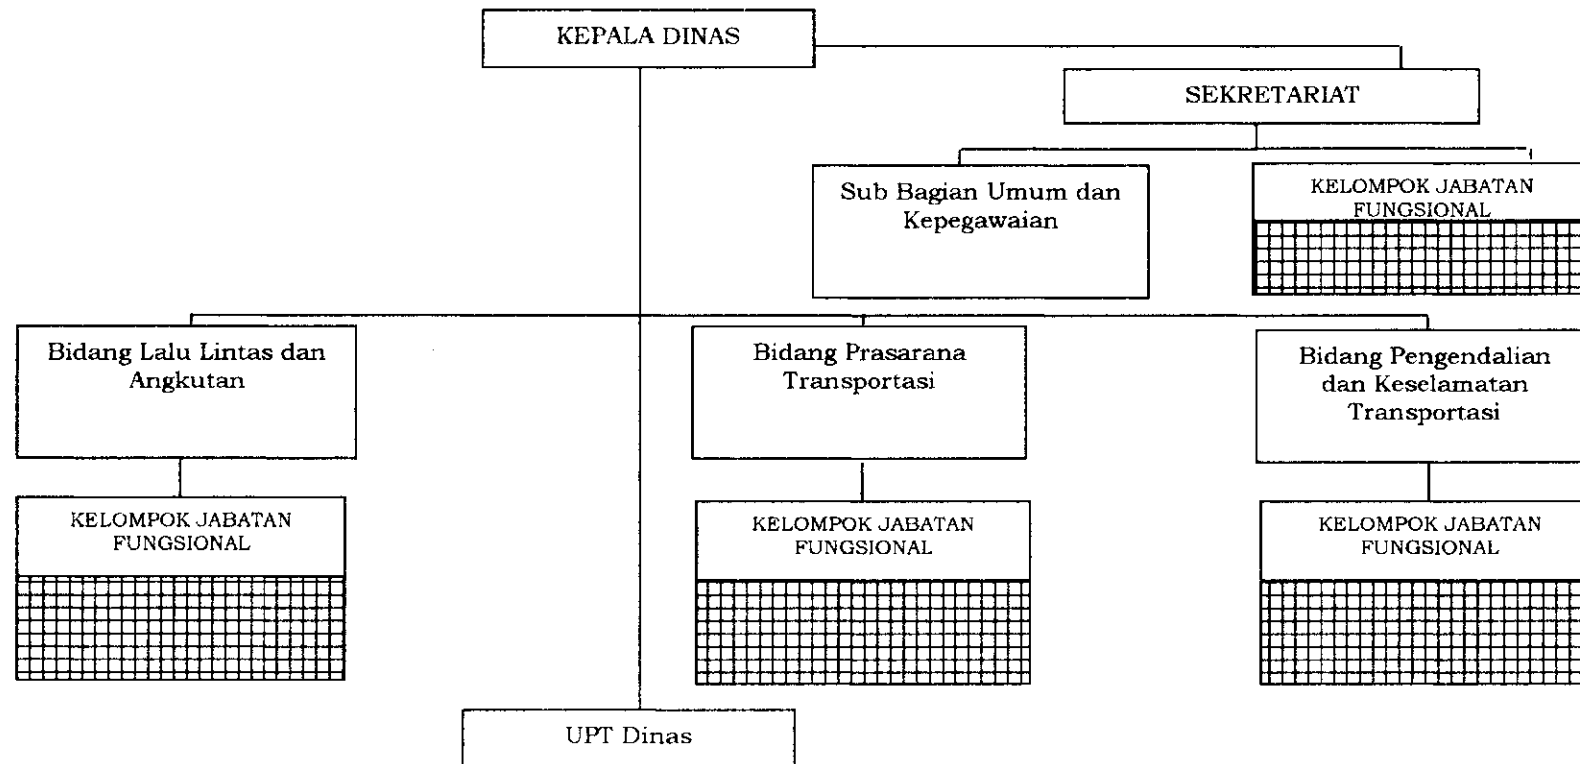 KEPALA DINAS
SEKRETARIAT
Sub Bagian Umum dan
Kepegawaian
KELOMPOK JABATAN
FUNGSIONAL
Bidang Lalu Lintas dan
Angkutan
Bidang Prasarana
Transportasi
Bidang Pengendalian
dan Keselamatan
Transportasi
KELOMPOK JABATAN
FUNGSIONAL
KELOMPOK JABATAN
FUNGSIONAL
KELOMPOK JABATAN
FUNGSIONAL
UPT Dinas